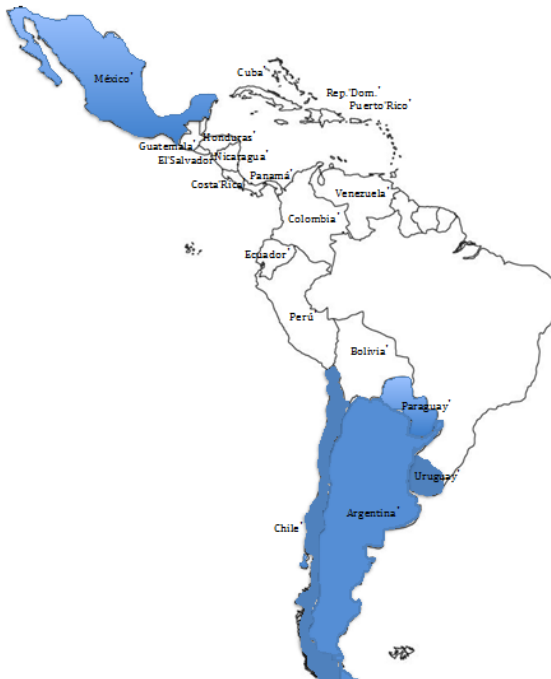 Cuba'
México'
Rep.'Dom.'
Puerto'Rico'
Honduras'
Guatemala'
El'Salvador'
Nicaragua'
Panamá'
Costa'Rica'
Venezuela'
Colombia'
Ecuador'
Perú'
Bolivia'
Paraguay'
Uruguay'
Argentina'
Chile'